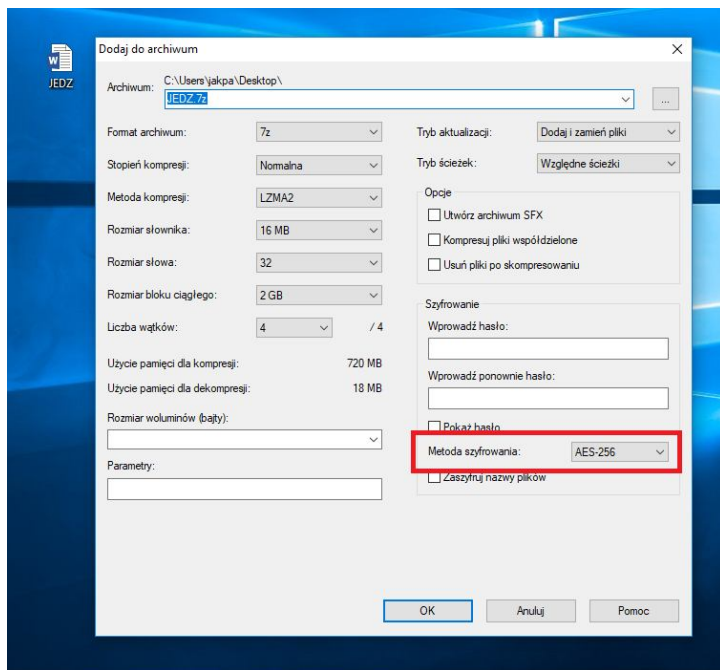 JEDZ
Dodaj do archiwum
Archiwum: C:\Users\jakpa\Desktop\
JEDZ.7z
...
Format archiwum: 7z
Stopień kompresji: Normalna
Metoda kompresji: LZMA2
Rozmiar słownika: 16 MB
Rozmiar słowa: 32
Rozmiar bloku ciągłego: 2 GB
Liczba wątków: 4 / 4
Użycie pamięci dla kompresji: 720 MB
Użycie pamięci dla dekompresji: 18 MB
Rozmiar woluminów (bajty):
Parametry:
Tryb aktualizacji: Dodaj i zamień pliki
Tryb ścieżek: Względne ścieżki
Opcje
Utwórz archiwum SFX
Kompresuj pliki współdzielone
Usuń pliki po skompresowaniu
Szyfrowanie
Wprowadź hasło:
Wprowadź ponownie hasło:
Pokaż hasło
Metoda szyfrowania: AES-256
Zaszyfruj nazwy plików
OK Anuluj Pomoc